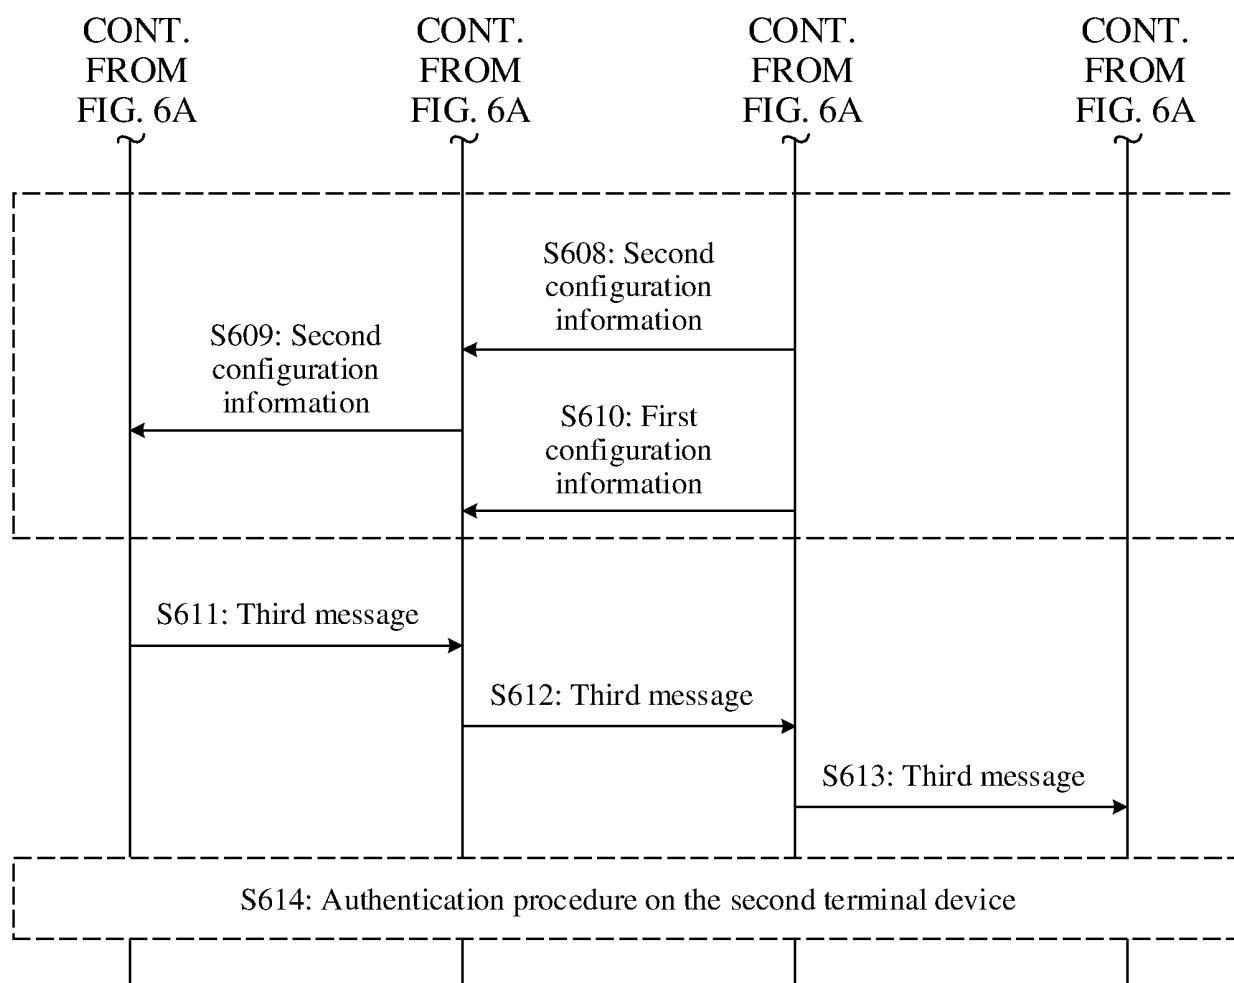 CONT.
FROM
FIG. 6A
CONT.
FROM
FIG. 6A
CONT.
FROM
FIG. 6A
CONT.
FROM
FIG. 6A
S608: Second
configuration
information
S609: Second
configuration
information
S610: First
configuration
information
S611: Third message
S612: Third message
S613: Third message
S614: Authentication procedure on the second terminal device